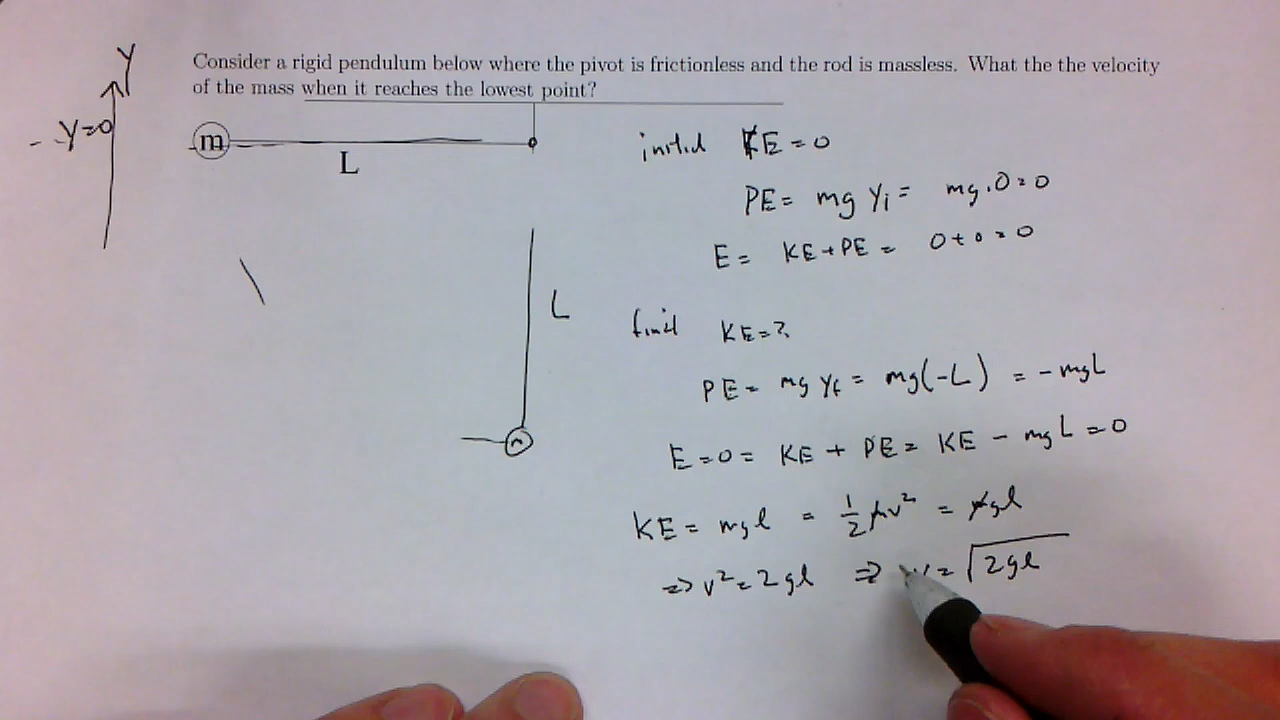 Y
Consider a rigid pendulum below where the pivot is frictionless and the rod is massless. What the the velocity
of the mass when it reaches the lowest point?
Y=0
m
L
initial KE = 0
PE = mg Yi = mg.0 = 0
E = KE+PE = 0+0=0
L
final KE=?
PE = mg Yf = mg(-L) = -mgL
E=0= KE + PE = KE - mgL = 0
m
KE = mgl = 1/2 mv² = mgl
=> v² = 2gl => v = √2gl